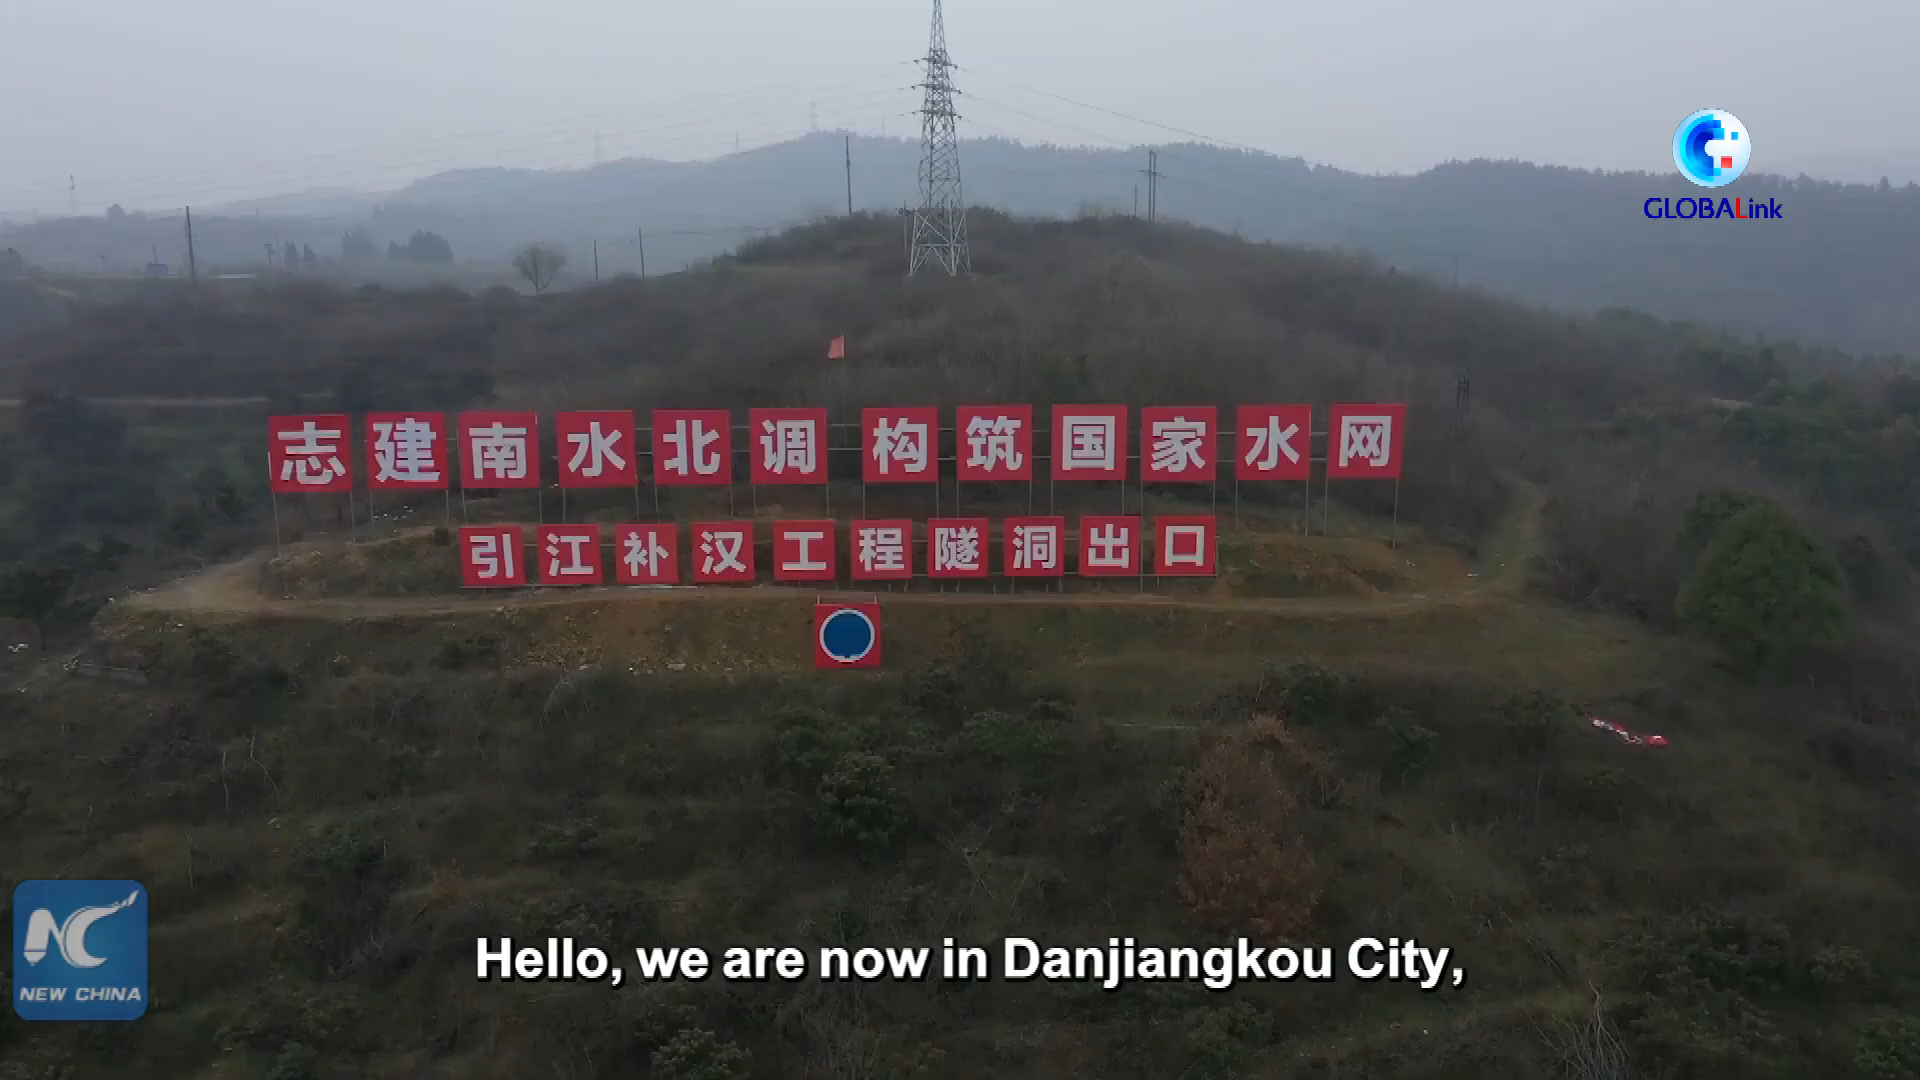 GLOBALink
志建南水北调构筑国家水网
引江补汉工程隧洞出口
NC
NEW CHINA
Hello, we are now in Danjiangkou City,